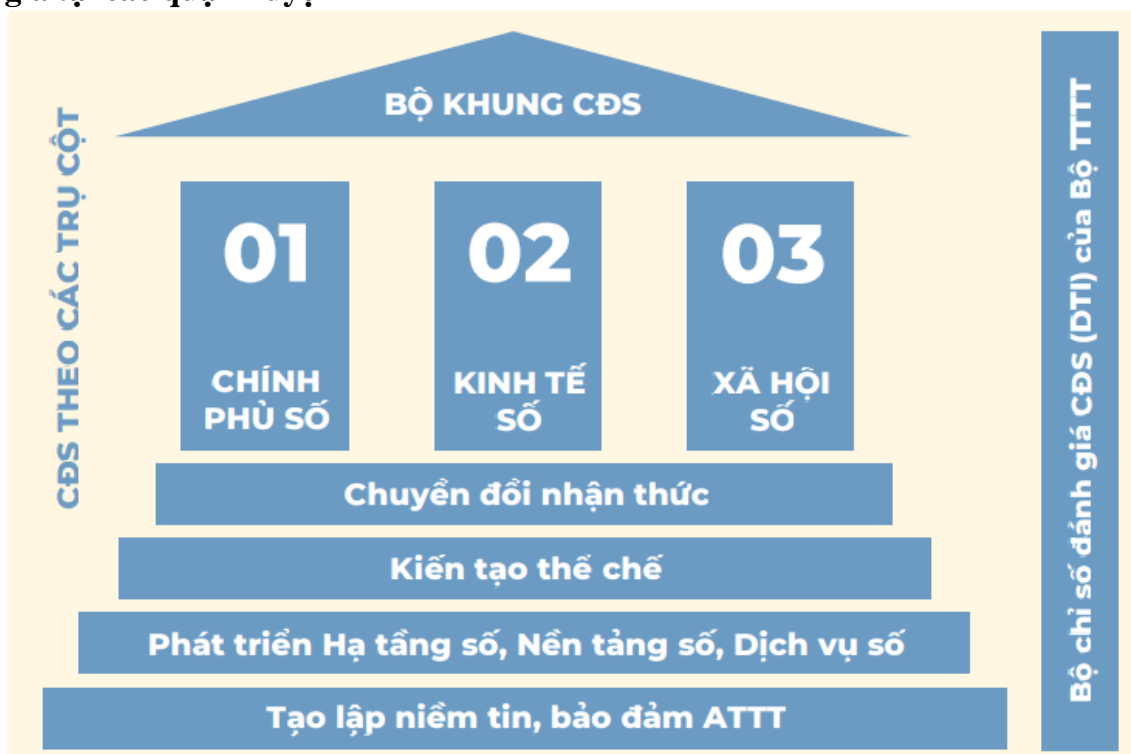 BỘ KHUNG CĐS
CĐS THEO CÁC TRỤ CỘT
01
CHÍNH
PHỦ SỐ
02
KINH TẾ
SỐ
03
XÃ HỘI
SỐ
Chuyển đổi nhận thức
Kiến tạo thể chế
Phát triển Hạ tầng số, Nền tảng số, Dịch vụ số
Tạo lập niềm tin, bảo đảm ATTT
Bộ chỉ số đánh giá CĐS (DTI) của Bộ TTTT